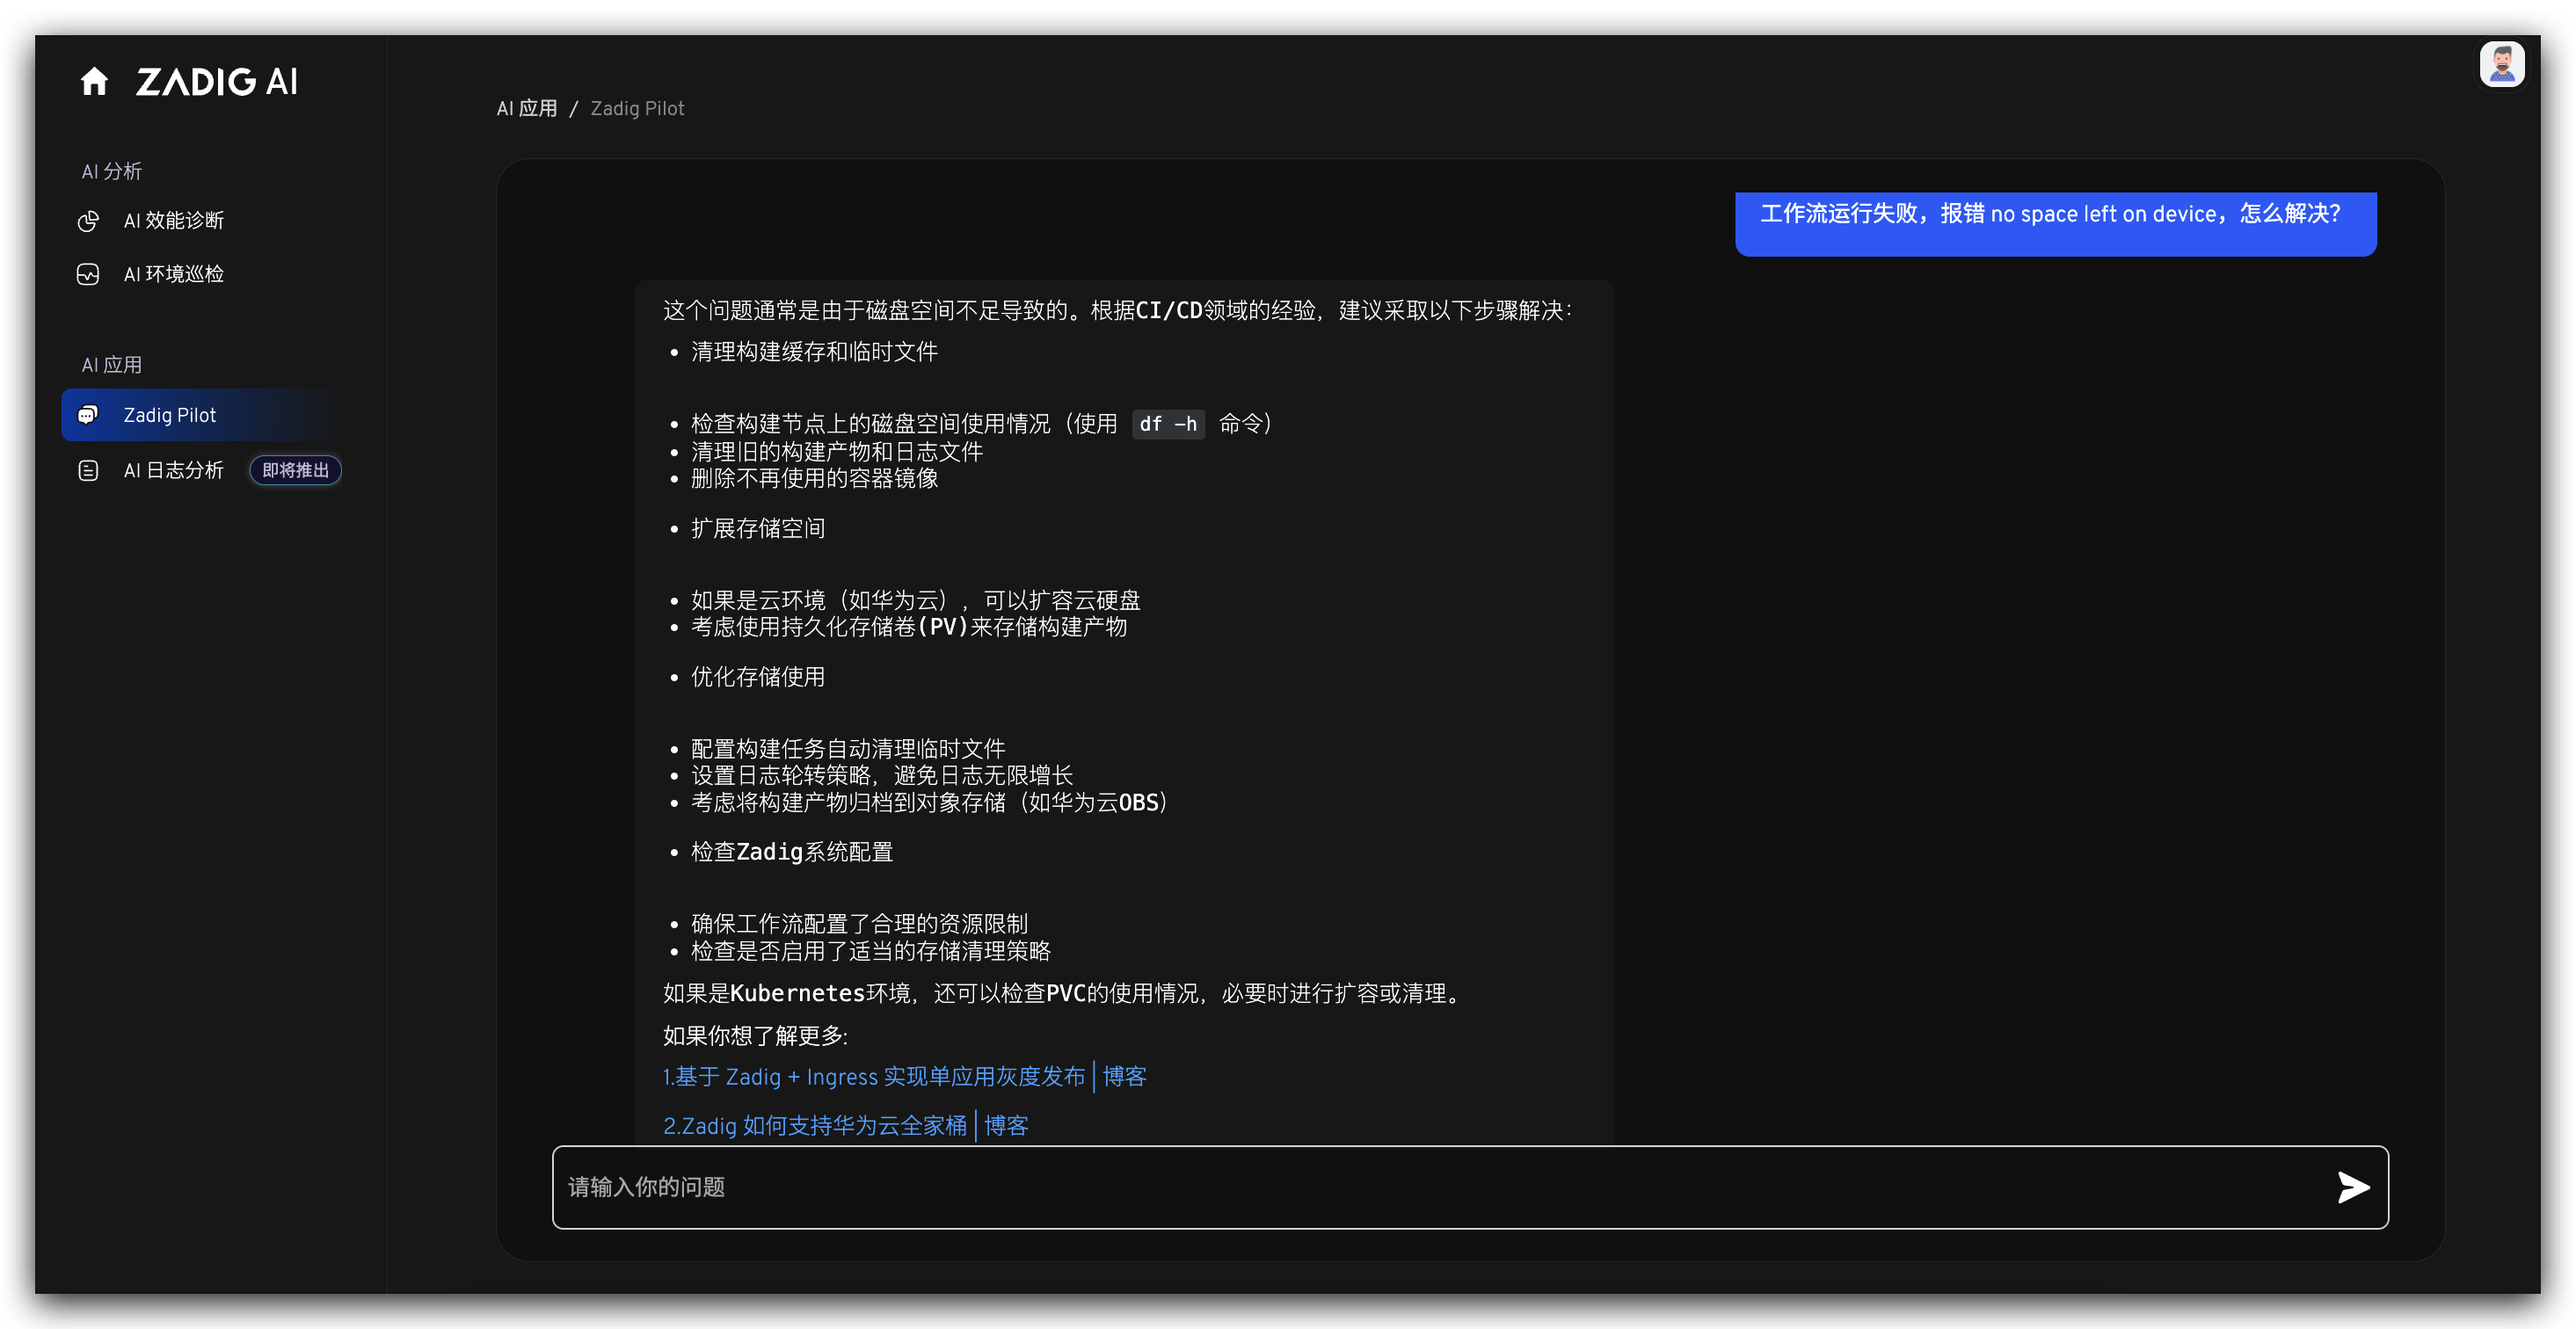 ZADIG AI
AI 分析
AI 效能诊断
AI 环境巡检
AI 应用
Zadig Pilot
AI 日志分析 即将推出
AI 应用 / Zadig Pilot
工作流运行失败，报错 no space left on device，怎么解决？
这个问题通常是由于磁盘空间不足导致的。根据CI/CD领域的经验，建议采取以下步骤解决：
• 清理构建缓存和临时文件
• 检查构建节点上的磁盘空间使用情况（使用 df -h 命令）
• 清理旧的构建产物和日志文件
• 删除不再使用的容器镜像
• 扩展存储空间
• 如果是云环境（如华为云），可以扩容云硬盘
• 考虑使用持久化存储卷(PV)来存储构建产物
• 优化存储使用
• 配置构建任务自动清理临时文件
• 设置日志轮转策略，避免日志无限增长
• 考虑将构建产物归档到对象存储（如华为云OBS）
• 检查Zadig系统配置
• 确保工作流配置了合理的资源限制
• 检查是否启用了适当的存储清理策略
如果是Kubernetes环境，还可以检查PVC的使用情况，必要时进行扩容或清理。
如果你想了解更多:
1.基于 Zadig + Ingress 实现单应用灰度发布 | 博客
2.Zadig 如何支持华为云全家桶 | 博客
请输入你的问题